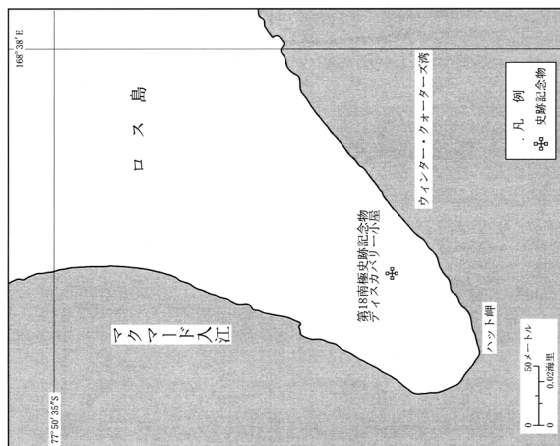 168°38′E
77°50′35″S
ロス島
マクマード入江
ウィンター・クォーターズ湾
第18南極史跡記念物
ディスカバリー小屋
ハット岬
凡例
史跡記念物
50メートル
0
0.02海里
0